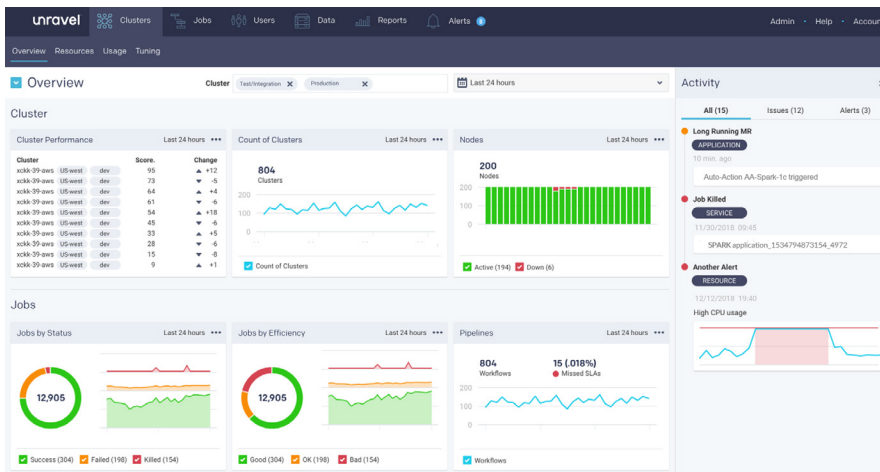 unravel Clusters Jobs Users Data Reports Alerts 6 Admin · Help · Accoun
Overview Resources Usage Tuning
Overview Cluster Test/Integration X Production X Last 24 hours
Cluster
Cluster Performance Last 24 hours •••
Cluster Score. Change
xckk-39-aws US-west dev 95 +12
xckk-39-aws US-west dev 73 -5
xckk-39-aws US-west dev 64 +4
xckk-39-aws US-west dev 61 -6
xckk-39-aws US-west dev 54 +18
xckk-39-aws US-west dev 45 -6
xckk-39-aws US-west dev 33 +5
xckk-39-aws US-west dev 28 -6
xckk-39-aws US-west dev 15 -8
xckk-39-aws US-west dev 9 +1
Count of Clusters Last 24 hours •••
804
Clusters
200
100
0
Count of Clusters
Nodes Last 24 hours •••
200
Nodes
200
100
0
Active (194) Down (6)
Jobs
Jobs by Status Last 24 hours •••
12,905
Success (304) Failed (198) Killed (154)
Jobs by Efficiency Last 24 hours •••
12,905
Good (304) OK (198) Bad (154)
Pipelines Last 24 hours •••
804 15 (.018%)
Workflows Missed SLAs
200
100
0
Workflows
Activity
All (15) Issues (12) Alerts (3)
Long Running MR
APPLICATION
10 min. ago
Auto-Action AA-Spark-1c triggered
Job Killed
SERVICE
11/30/2018 09:45
SPARK application_1534794873154_4972
Another Alert
RESOURCE
12/12/2018 19:40
High CPU usage